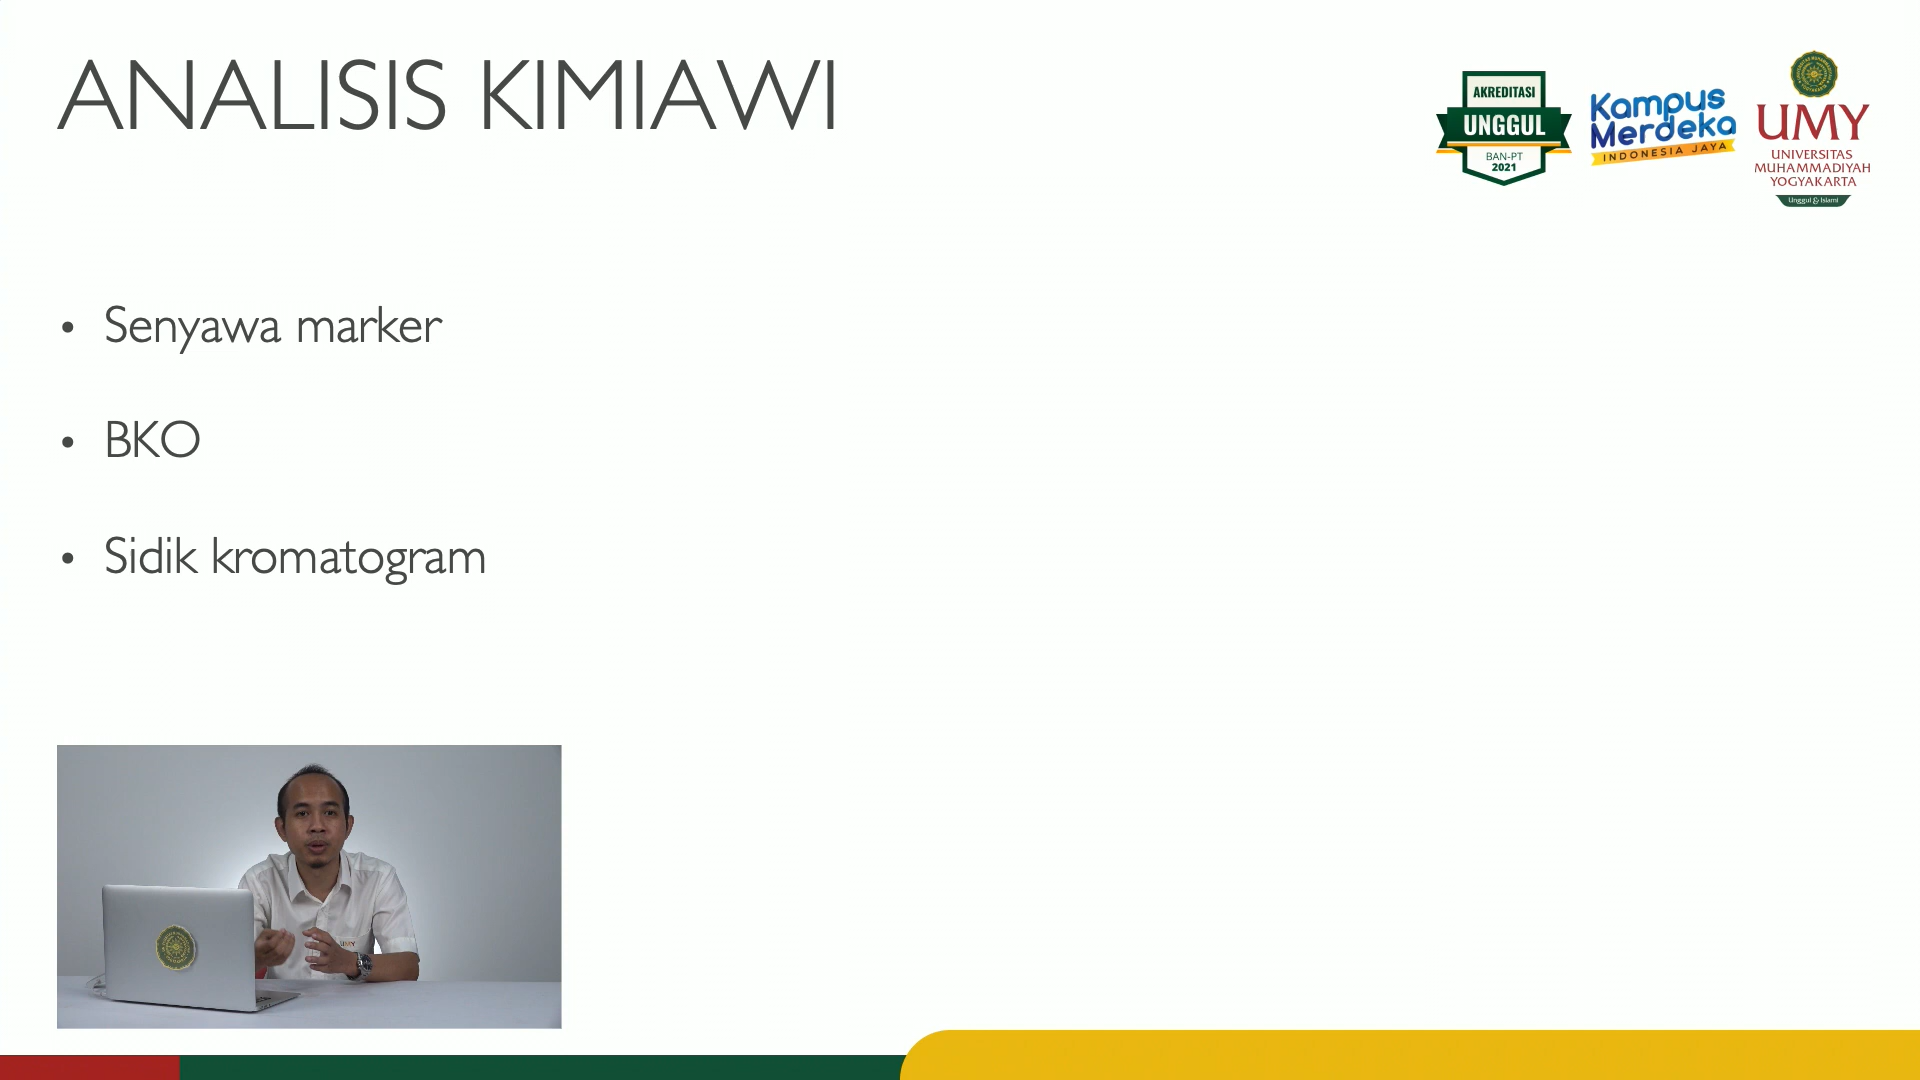 ANALISIS KIMIAWI
AKREDITASI
UNGGUL
BAN-PT
2021
Kampus
Merdeka
INDONESIA JAYA
UMY
UNIVERSITAS
MUHAMMADIYAH
YOGYAKARTA
Unggul & Islami
• Senyawa marker
• BKO
• Sidik kromatogram
UMY